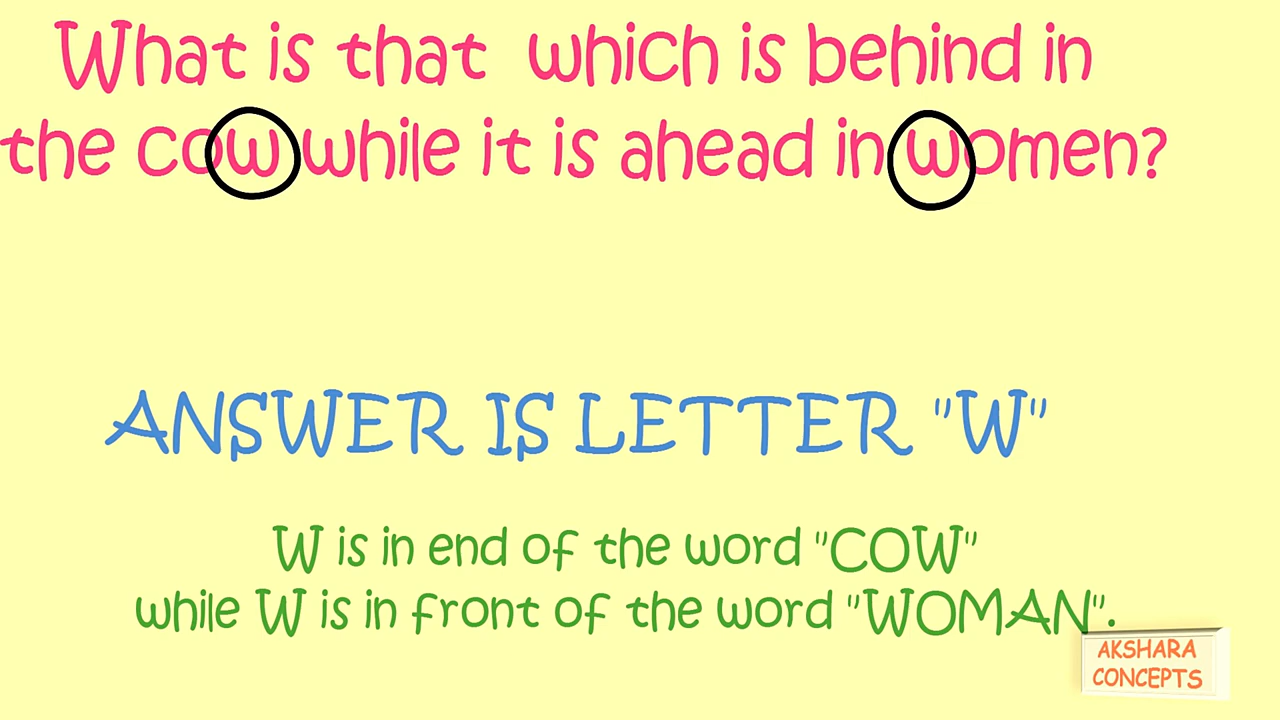 What is that which is behind in
the cow while it is ahead in women?
ANSWER IS LETTER "W"
W is in end of the word "COW"
while W is in front of the word "WOMAN".
AKSHARA
CONCEPTS